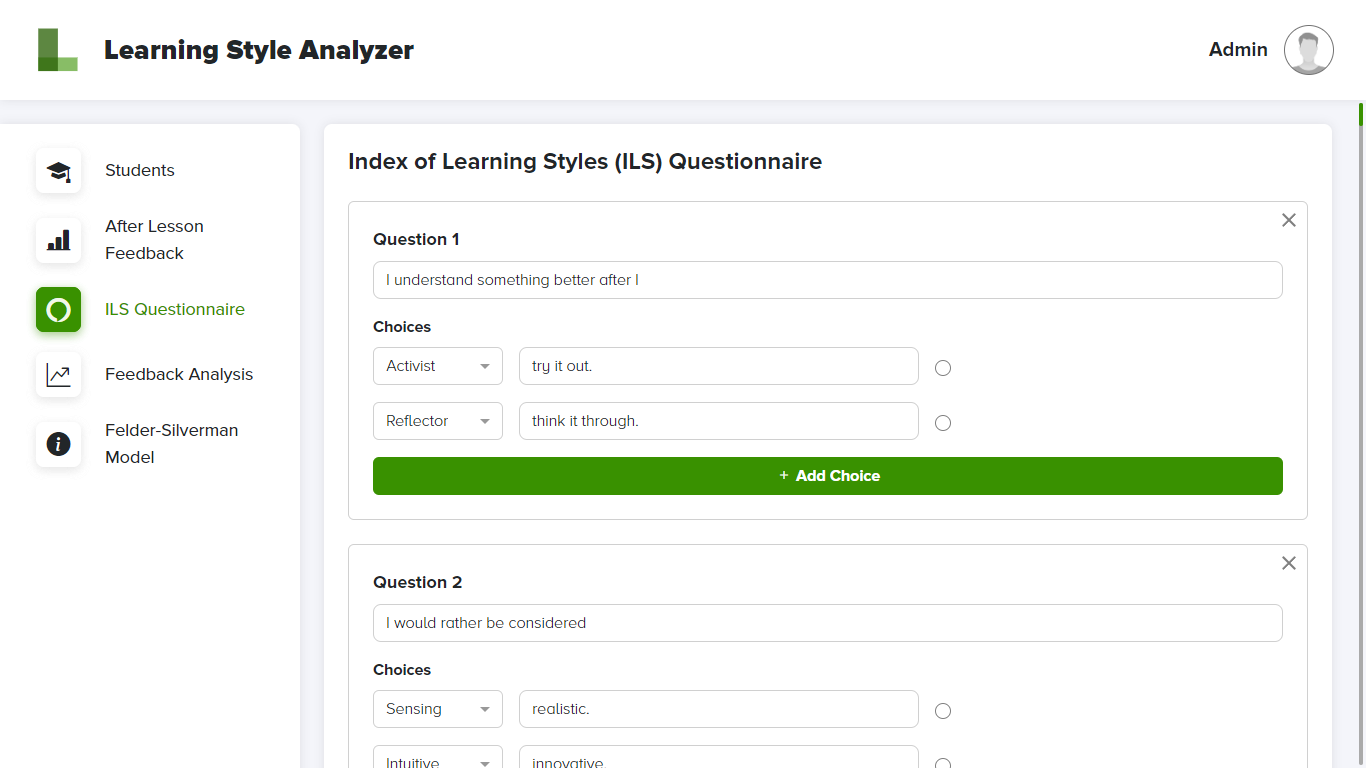 Learning Style Analyzer
Admin
Students
After Lesson
Feedback
ILS Questionnaire
Feedback Analysis
Felder-Silverman
Model
Index of Learning Styles (ILS) Questionnaire
Question 1
I understand something better after I
Choices
Activist
try it out.
Reflector
think it through.
+ Add Choice
Question 2
I would rather be considered
Choices
Sensing
realistic.
Intuitive
innovative.